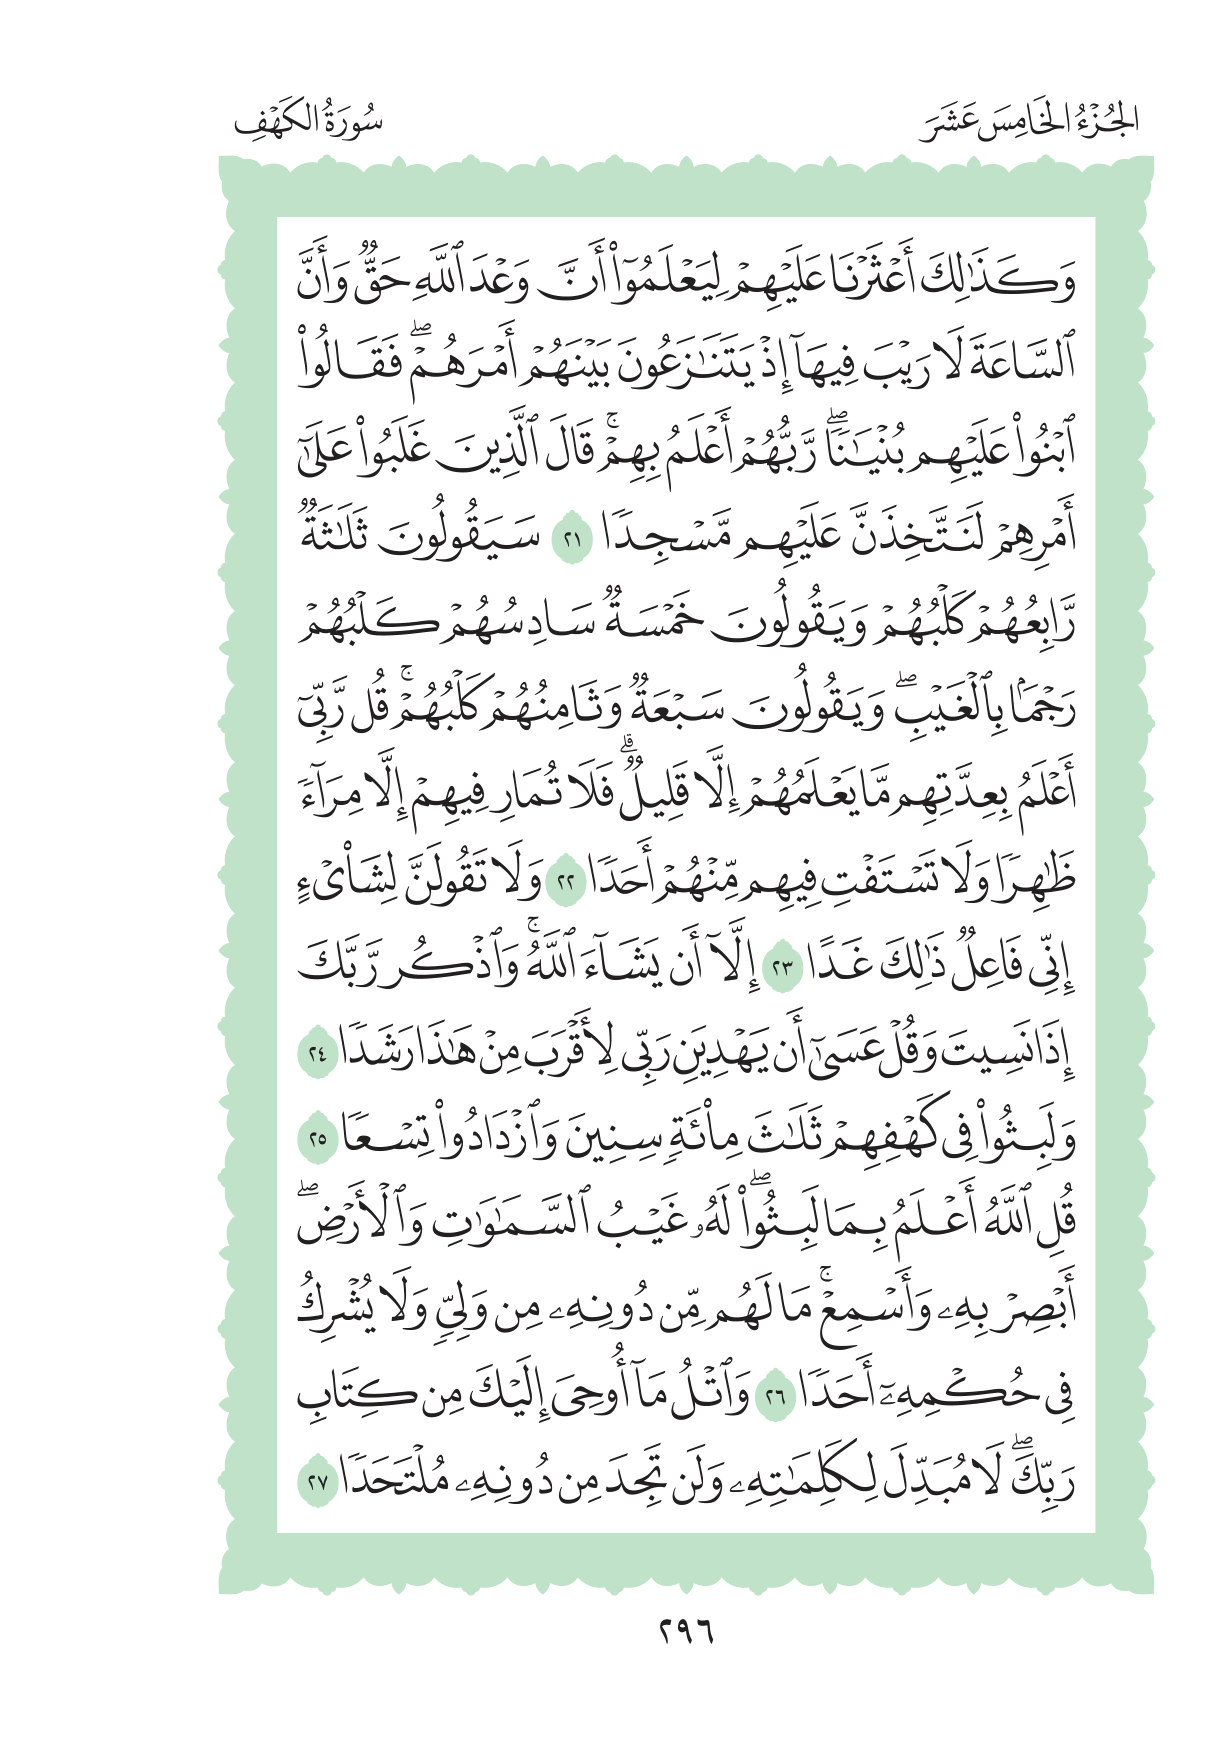 الجُزْءُ الخَامِسَ عَشَرَ
سُورَةُ الكَهْفِ
وَكَذَٰلِكَ أَعْثَرْنَا عَلَيْهِمْ لِيَعْلَمُوٓا۟ أَنَّ وَعْدَ ٱللَّهِ حَقٌّ وَأَنَّ
ٱلسَّاعَةَ لَا رَيْبَ فِيهَآ إِذْ يَتَنَٰزَعُونَ بَيْنَهُمْ أَمْرَهُمْ ۖ فَقَالُوا۟
ٱبْنُوا۟ عَلَيْهِم بُنْيَٰنًا ۖ رَّبُّهُمْ أَعْلَمُ بِهِمْ ۚ قَالَ ٱلَّذِينَ غَلَبُوا۟ عَلَىٰٓ
أَمْرِهِمْ لَنَتَّخِذَنَّ عَلَيْهِم مَّسْجِدًا ٢١ سَيَقُولُونَ ثَلَٰثَةٌ
رَّابِعُهُمْ كَلْبُهُمْ وَيَقُولُونَ خَمْسَةٌ سَادِسُهُمْ كَلْبُهُمْ
رَجْمًۢا بِٱلْغَيْبِ ۖ وَيَقُولُونَ سَبْعَةٌ وَثَامِنُهُمْ كَلْبُهُمْ ۚ قُل رَّبِّىٓ
أَعْلَمُ بِعِدَّتِهِم مَّا يَعْلَمُهُمْ إِلَّا قَلِيلٌ ۗ فَلَا تُمَارِ فِيهِمْ إِلَّا مِرَآءً
ظَٰهِرًا وَلَا تَسْتَفْتِ فِيهِم مِّنْهُمْ أَحَدًا ٢٢ وَلَا تَقُولَنَّ لِشَا۟ىْءٍ
إِنِّى فَاعِلٌ ذَٰلِكَ غَدًا ٢٣ إِلَّآ أَن يَشَآءَ ٱللَّهُ ۚ وَٱذْكُر رَّبَّكَ
إِذَا نَسِيتَ وَقُلْ عَسَىٰٓ أَن يَهْدِيَنِ رَبِّى لِأَقْرَبَ مِنْ هَٰذَا رَشَدًا ٢٤
وَلَبِثُوا۟ فِى كَهْفِهِمْ ثَلَٰثَ مِا۟ئَةٍ سِنِينَ وَٱزْدَادُوا۟ تِسْعًا ٢٥
قُلِ ٱللَّهُ أَعْلَمُ بِمَا لَبِثُوا۟ ۖ لَهُۥ غَيْبُ ٱلسَّمَٰوَٰتِ وَٱلْأَرْضِ ۖ
أَبْصِرْ بِهِۦ وَأَسْمِعْ ۚ مَا لَهُم مِّن دُونِهِۦ مِن وَلِىٍّ وَلَا يُشْرِكُ
فِى حُكْمِهِۦٓ أَحَدًا ٢٦ وَٱتْلُ مَآ أُوحِىَ إِلَيْكَ مِن كِتَابِ
رَبِّكَ ۖ لَا مُبَدِّلَ لِكَلِمَٰتِهِۦ وَلَن تَجِدَ مِن دُونِهِۦ مُلْتَحَدًا ٢٧
٢٩٦